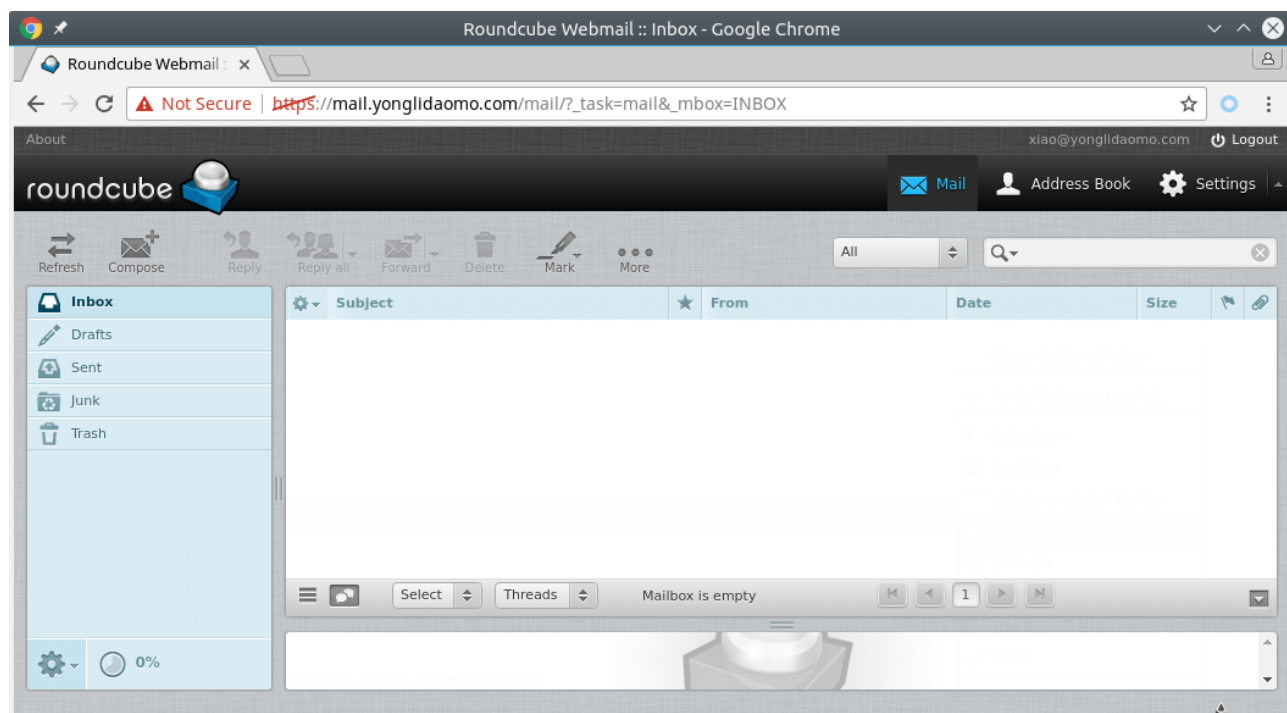 Roundcube Webmail :: Inbox - Google Chrome
Roundcube Webmail :
Not Secure | https://mail.yonglidaomo.com/mail/?_task=mail&_mbox=INBOX
About xiao@yonglidaomo.com Logout
roundcube Mail Address Book Settings
Refresh Compose Reply Reply all Forward Delete Mark More All
Inbox Subject From Date Size
Drafts
Sent
Junk
Trash
Select Threads Mailbox is empty 1
0%